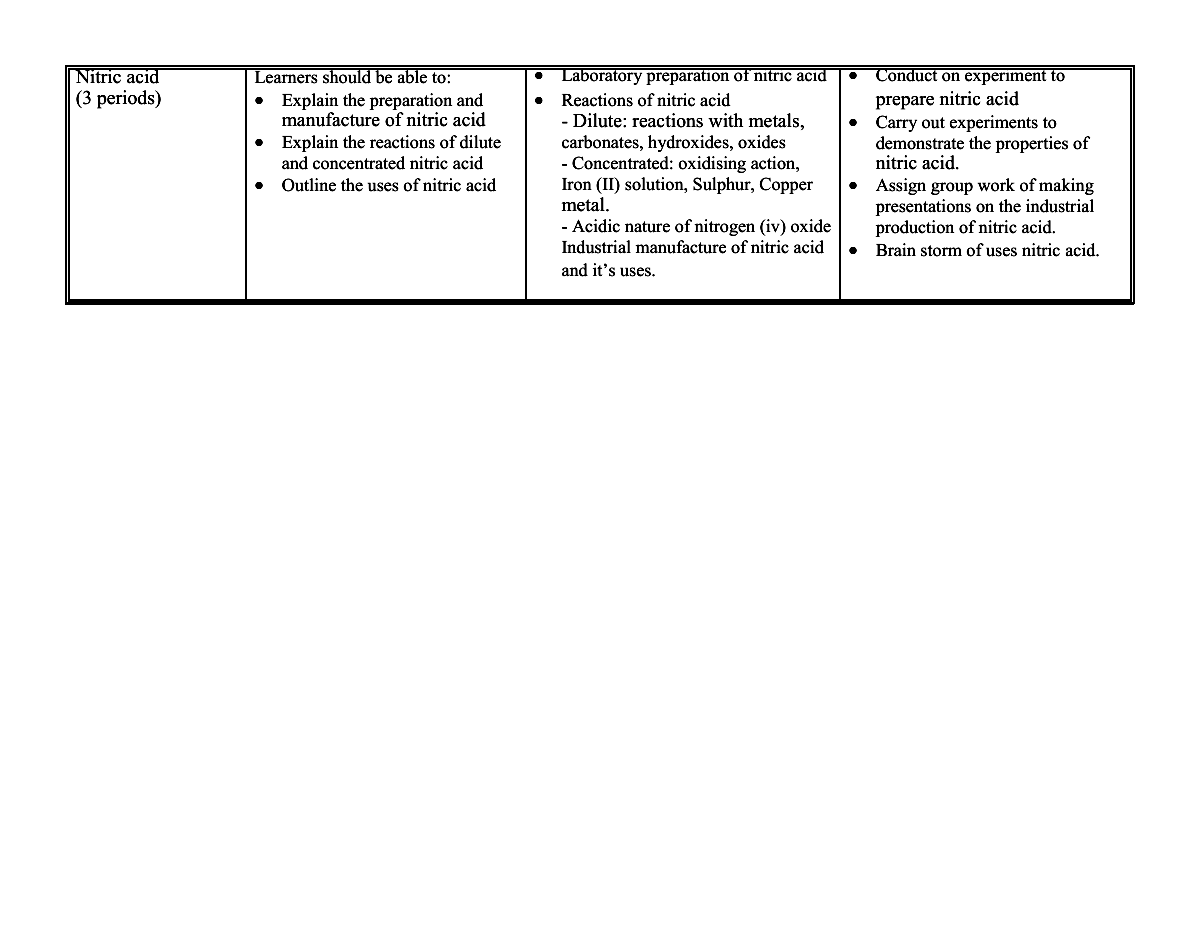 Nitric acid
(3 periods)
Learners should be able to:
• Explain the preparation and
manufacture of nitric acid
• Explain the reactions of dilute
and concentrated nitric acid
• Outline the uses of nitric acid
• Laboratory preparation of nitric acid
• Reactions of nitric acid
- Dilute: reactions with metals,
carbonates, hydroxides, oxides
- Concentrated: oxidising action,
Iron (II) solution, Sulphur, Copper
metal.
- Acidic nature of nitrogen (iv) oxide
Industrial manufacture of nitric acid
and it’s uses.
• Conduct on experiment to
prepare nitric acid
• Carry out experiments to
demonstrate the properties of
nitric acid.
• Assign group work of making
presentations on the industrial
production of nitric acid.
• Brain storm of uses nitric acid.